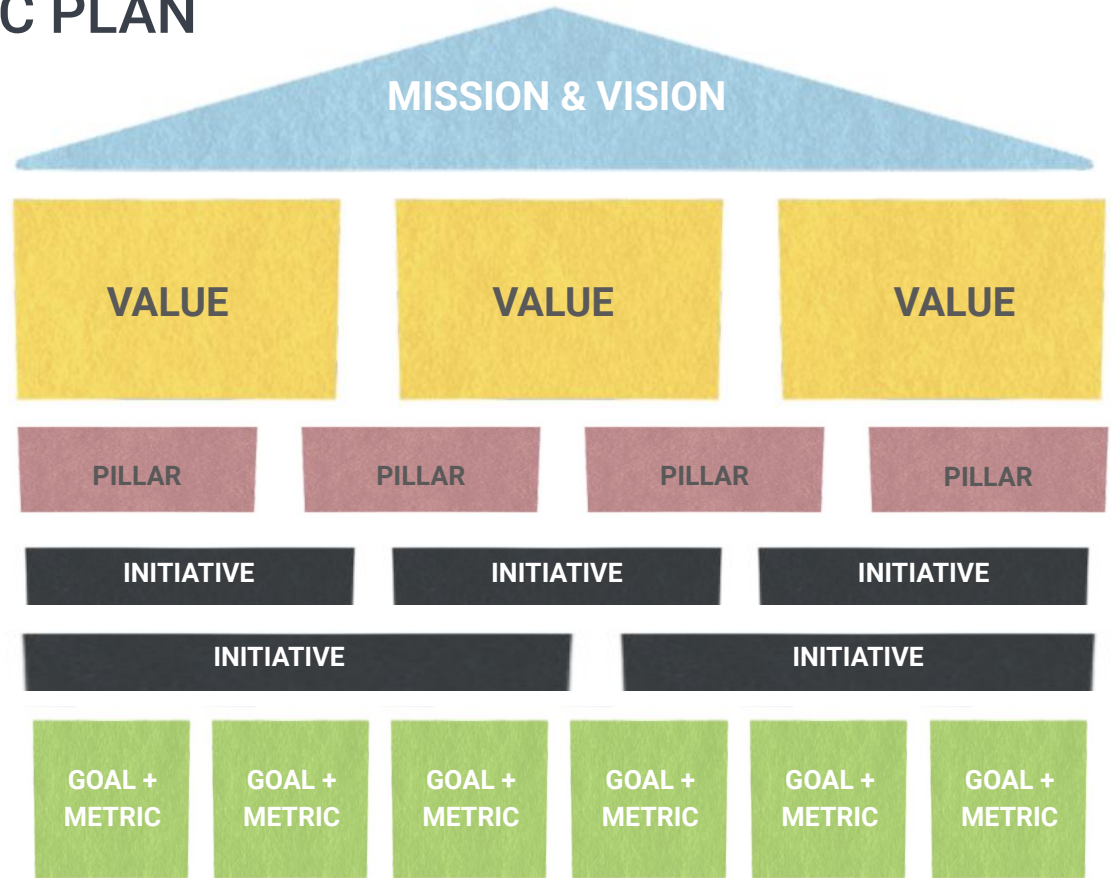 C PLAN
MISSION & VISION
VALUE VALUE VALUE
PILLAR PILLAR PILLAR PILLAR
INITIATIVE INITIATIVE INITIATIVE
INITIATIVE INITIATIVE
GOAL + GOAL + GOAL + GOAL + GOAL + GOAL +
METRIC METRIC METRIC METRIC METRIC METRIC